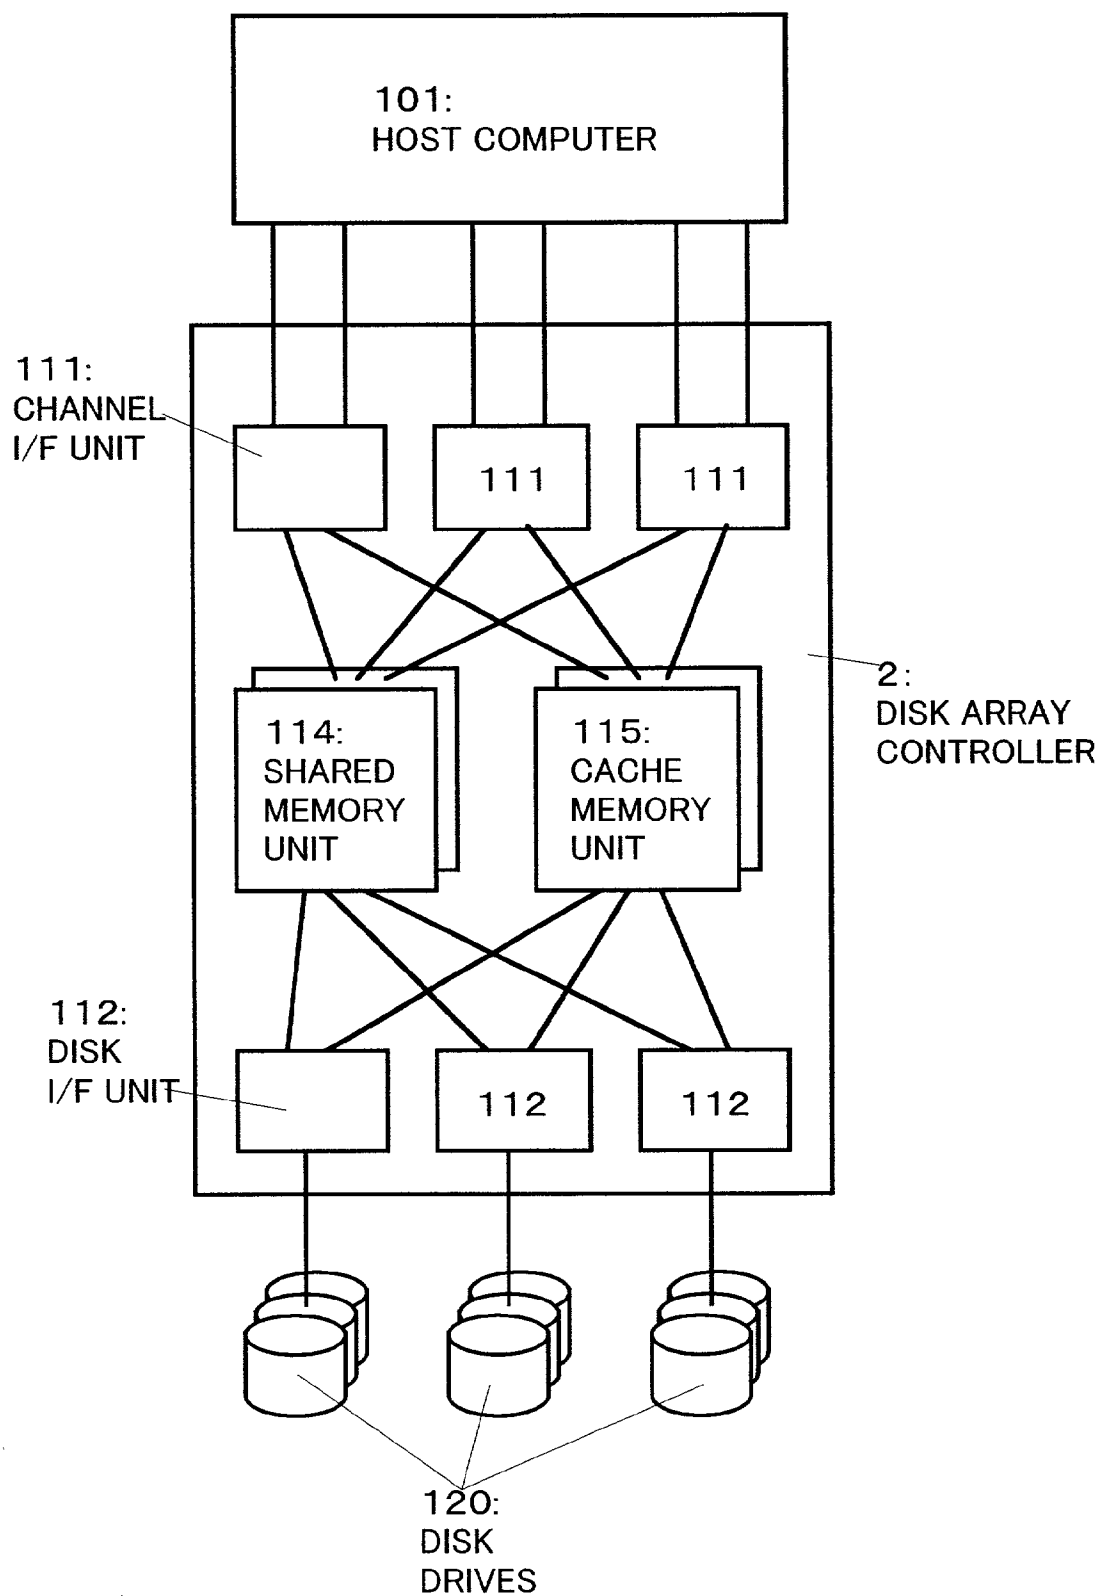 101:
HOST COMPUTER
111:
CHANNEL
I/F UNIT
111
111
2:
DISK ARRAY
CONTROLLER
114:
SHARED
MEMORY
UNIT
115:
CACHE
MEMORY
UNIT
112:
DISK
I/F UNIT
112
112
120:
DISK
DRIVES